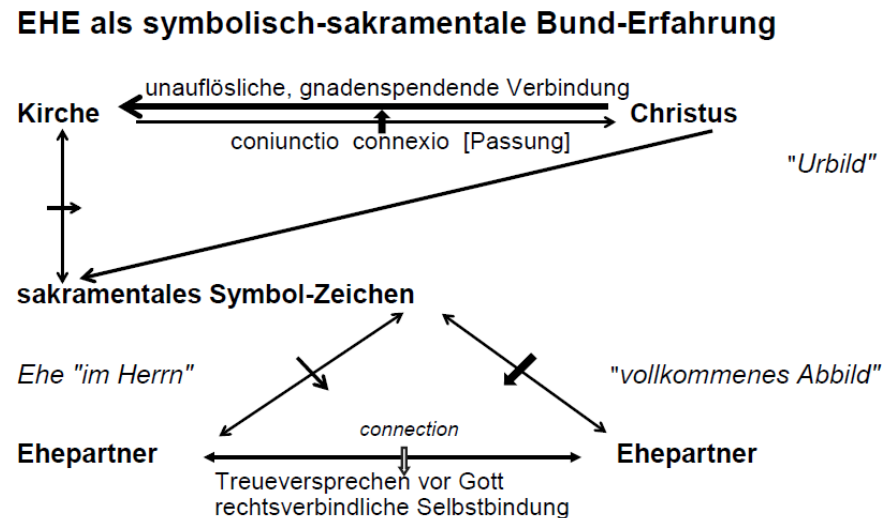 EHE als symbolisch-sakramentale Bund-Erfahrung
unauflösliche, gnadenspendende Verbindung
Kirche
Christus
coniunctio connexio [Passung]
"Urbild"
sakramentales Symbol-Zeichen
Ehe "im Herrn"
"vollkommenes Abbild"
connection
Ehepartner
Ehepartner
Treueversprechen vor Gott
rechtsverbindliche Selbstbindung